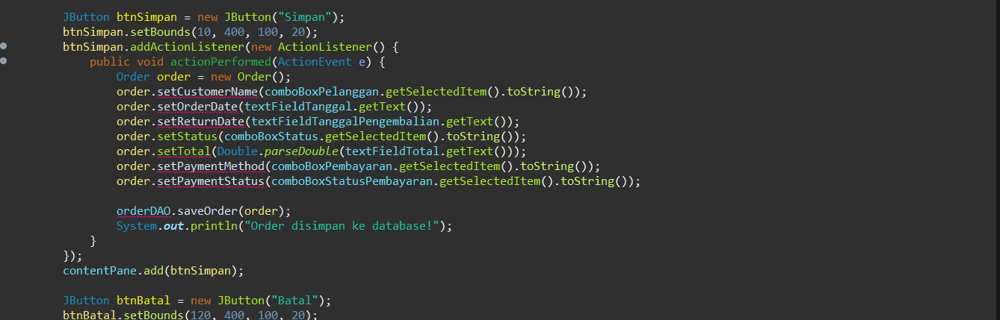 JButton btnSimpan = new JButton("Simpan");
btnSimpan.setBounds(10, 400, 100, 20);
btnSimpan.addActionListener(new ActionListener() {
public void actionPerformed(ActionEvent e) {
Order order = new Order();
order.setCustomerName(comboBoxPelanggan.getSelectedItem().toString());
order.setOrderDate(textFieldTanggal.getText());
order.setReturnDate(textFieldTanggalPengembalian.getText());
order.setStatus(comboBoxStatus.getSelectedItem().toString());
order.setTotal(Double.parseDouble(textFieldTotal.getText()));
order.setPaymentMethod(comboBoxPembayaran.getSelectedItem().toString());
order.setPaymentStatus(comboBoxStatusPembayaran.getSelectedItem().toString());
orderDAO.saveOrder(order);
System.out.println("Order disimpan ke database!");
}
});
contentPane.add(btnSimpan);
JButton btnBatal = new JButton("Batal");
btnBatal.setBounds(120, 400, 100, 20);